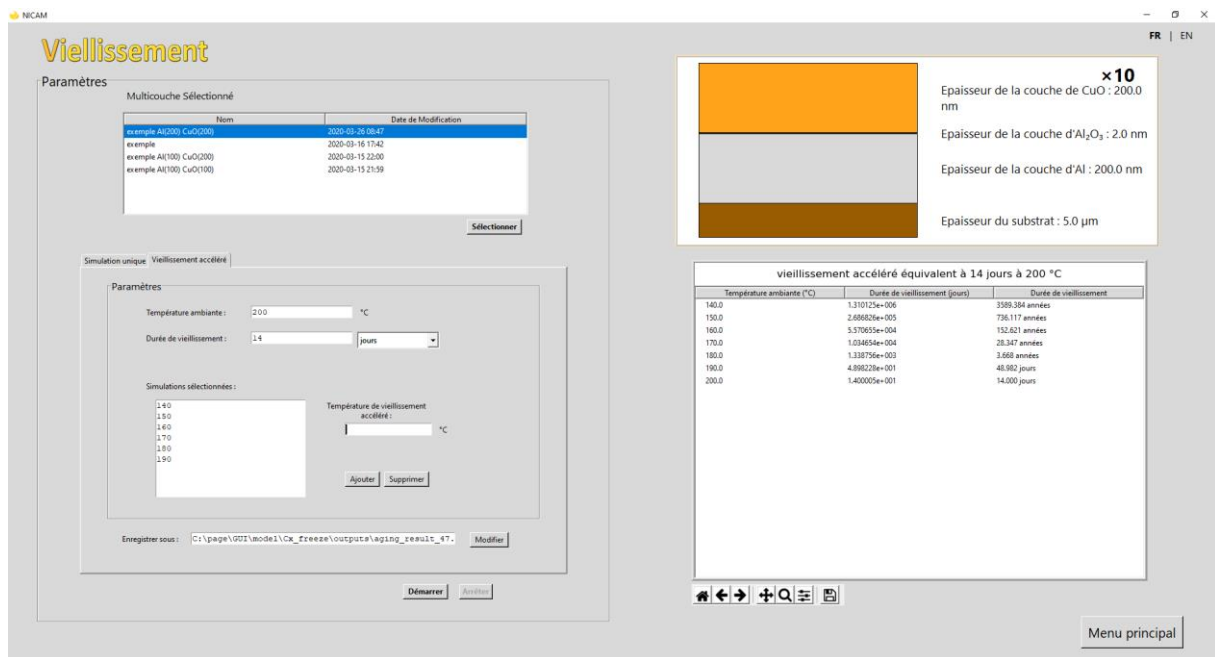 NICAM
FR | EN
Viellissement
Paramètres
Multicouche Sélectionné
Nom Date de Modification
exemple Al(200) CuO(200) 2020-03-26 08:47
exemple 2020-03-16 17:42
exemple Al(100) CuO(200) 2020-03-15 22:00
exemple Al(100) CuO(100) 2020-03-15 21:59
Sélectionner
Simulation unique Vieillissement accéléré
Paramètres
Température ambiante : 200 °C
Durée de vieillissement : 14 jours
Simulations sélectionnées :
140
150
160
170
180
190
Température de vieillissement
accéléré :
°C
Ajouter Supprimer
Enregistrer sous : C:\page\GUI\model\Cx_freeze\outputs\aging_result_47. Modifier
Démarrer Arrêter
×10
Epaisseur de la couche de CuO : 200.0
nm
Epaisseur de la couche d'Al₂O₃ : 2.0 nm
Epaisseur de la couche d'Al : 200.0 nm
Epaisseur du substrat : 5.0 µm
vieillissement accéléré équivalent à 14 jours à 200 °C
Température ambiante (°C) Durée de vieillissement (jours) Durée de vieillissement
140.0 1.310125e+006 3589.384 années
150.0 2.686826e+005 736.117 années
160.0 5.570655e+004 152.621 années
170.0 1.034654e+004 28.347 années
180.0 1.338756e+003 3.668 années
190.0 4.898228e+001 48.982 jours
200.0 1.400005e+001 14.000 jours
Menu principal